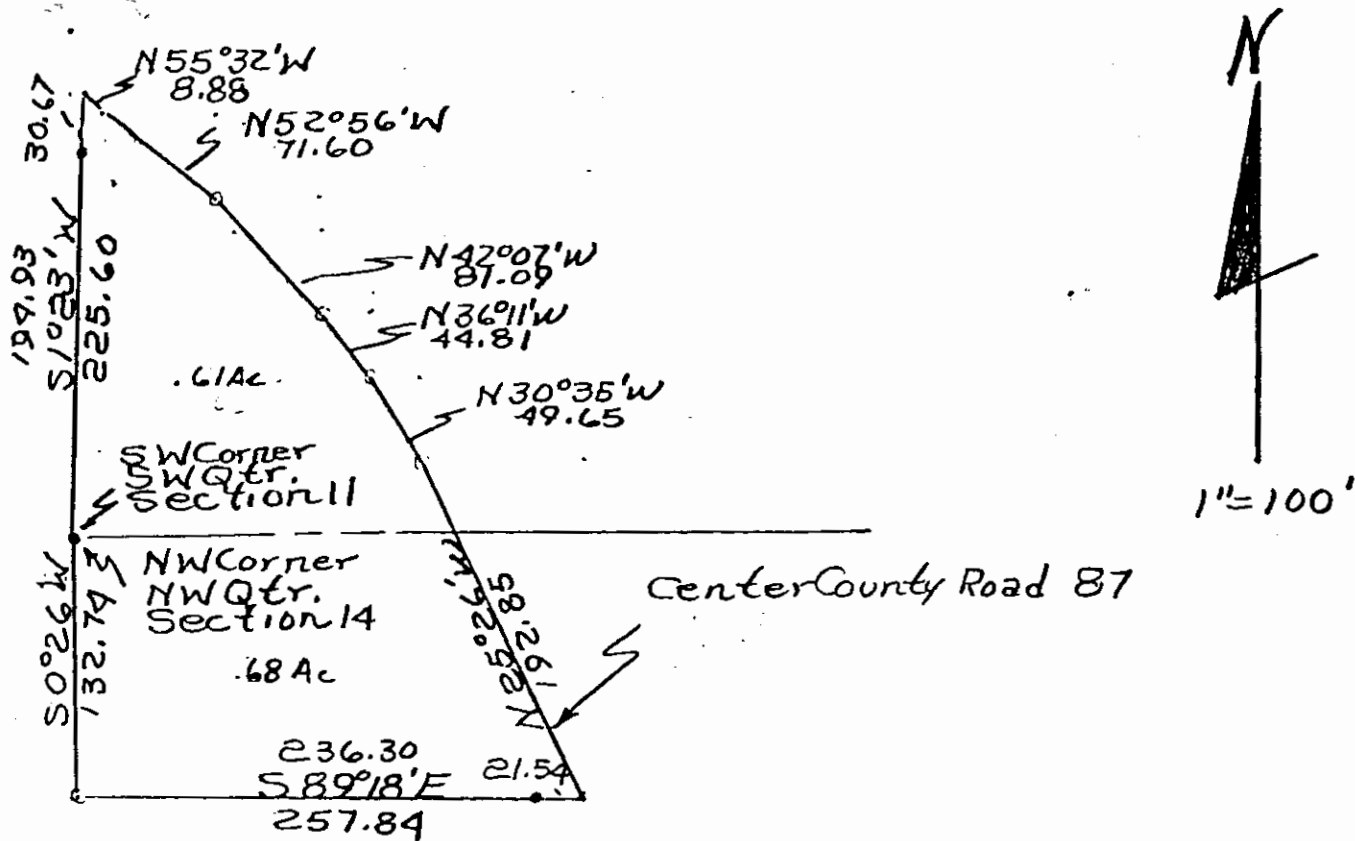 N
N55°32'W
8.88
30.67
N52°56'W
71.60
194.93
S1°23'W
225.60
N42°07'W
87.09
N36°11'W
44.81
.61Ac.
N30°35'W
49.65
SWCorner
SWQtr.
Section11
1"=100'
NWCorner
NWQtr.
Section14
S0°26'W
132.74
.68Ac
192.85
N25°26'W
CenterCounty Road 87
236.30
S89°18'E
21.54
257.84